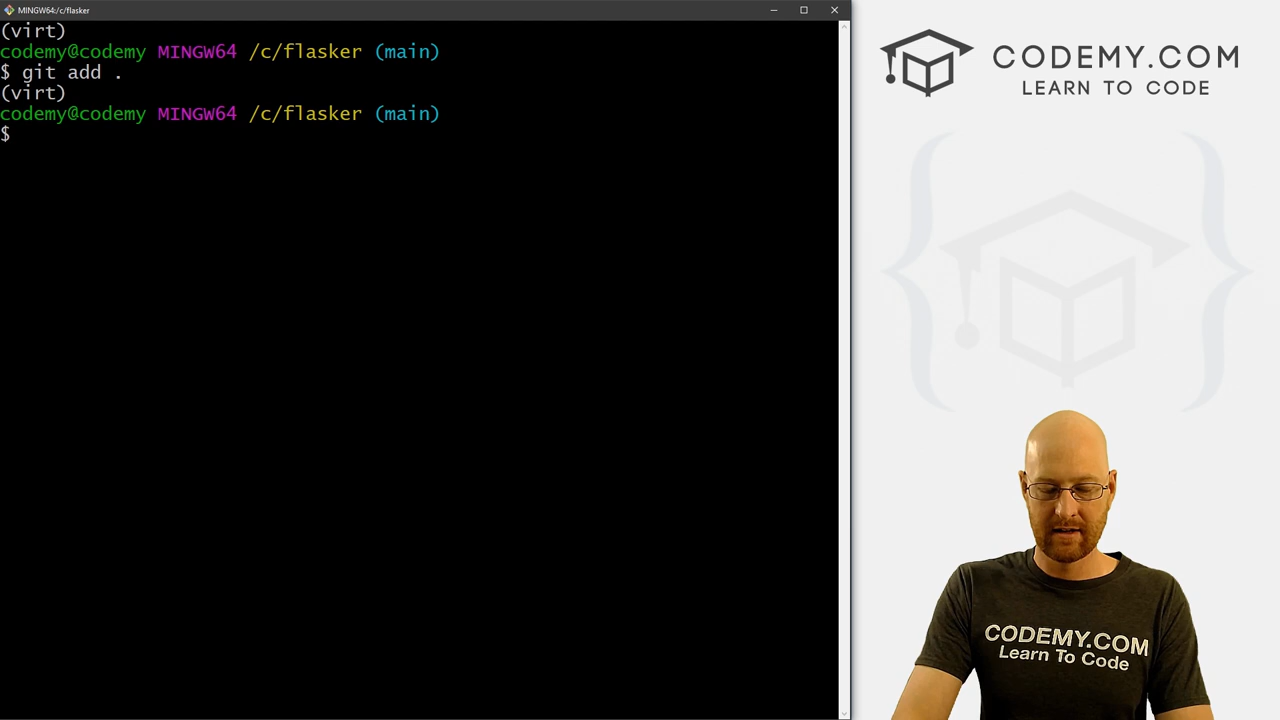 MINGW64:/c/flasker
(virt)
codemy@codemy MINGW64 /c/flasker (main)
$ git add .
(virt)
codemy@codemy MINGW64 /c/flasker (main)
$
CODEMY.COM
LEARN TO CODE
CODEMY.COM
Learn To Code